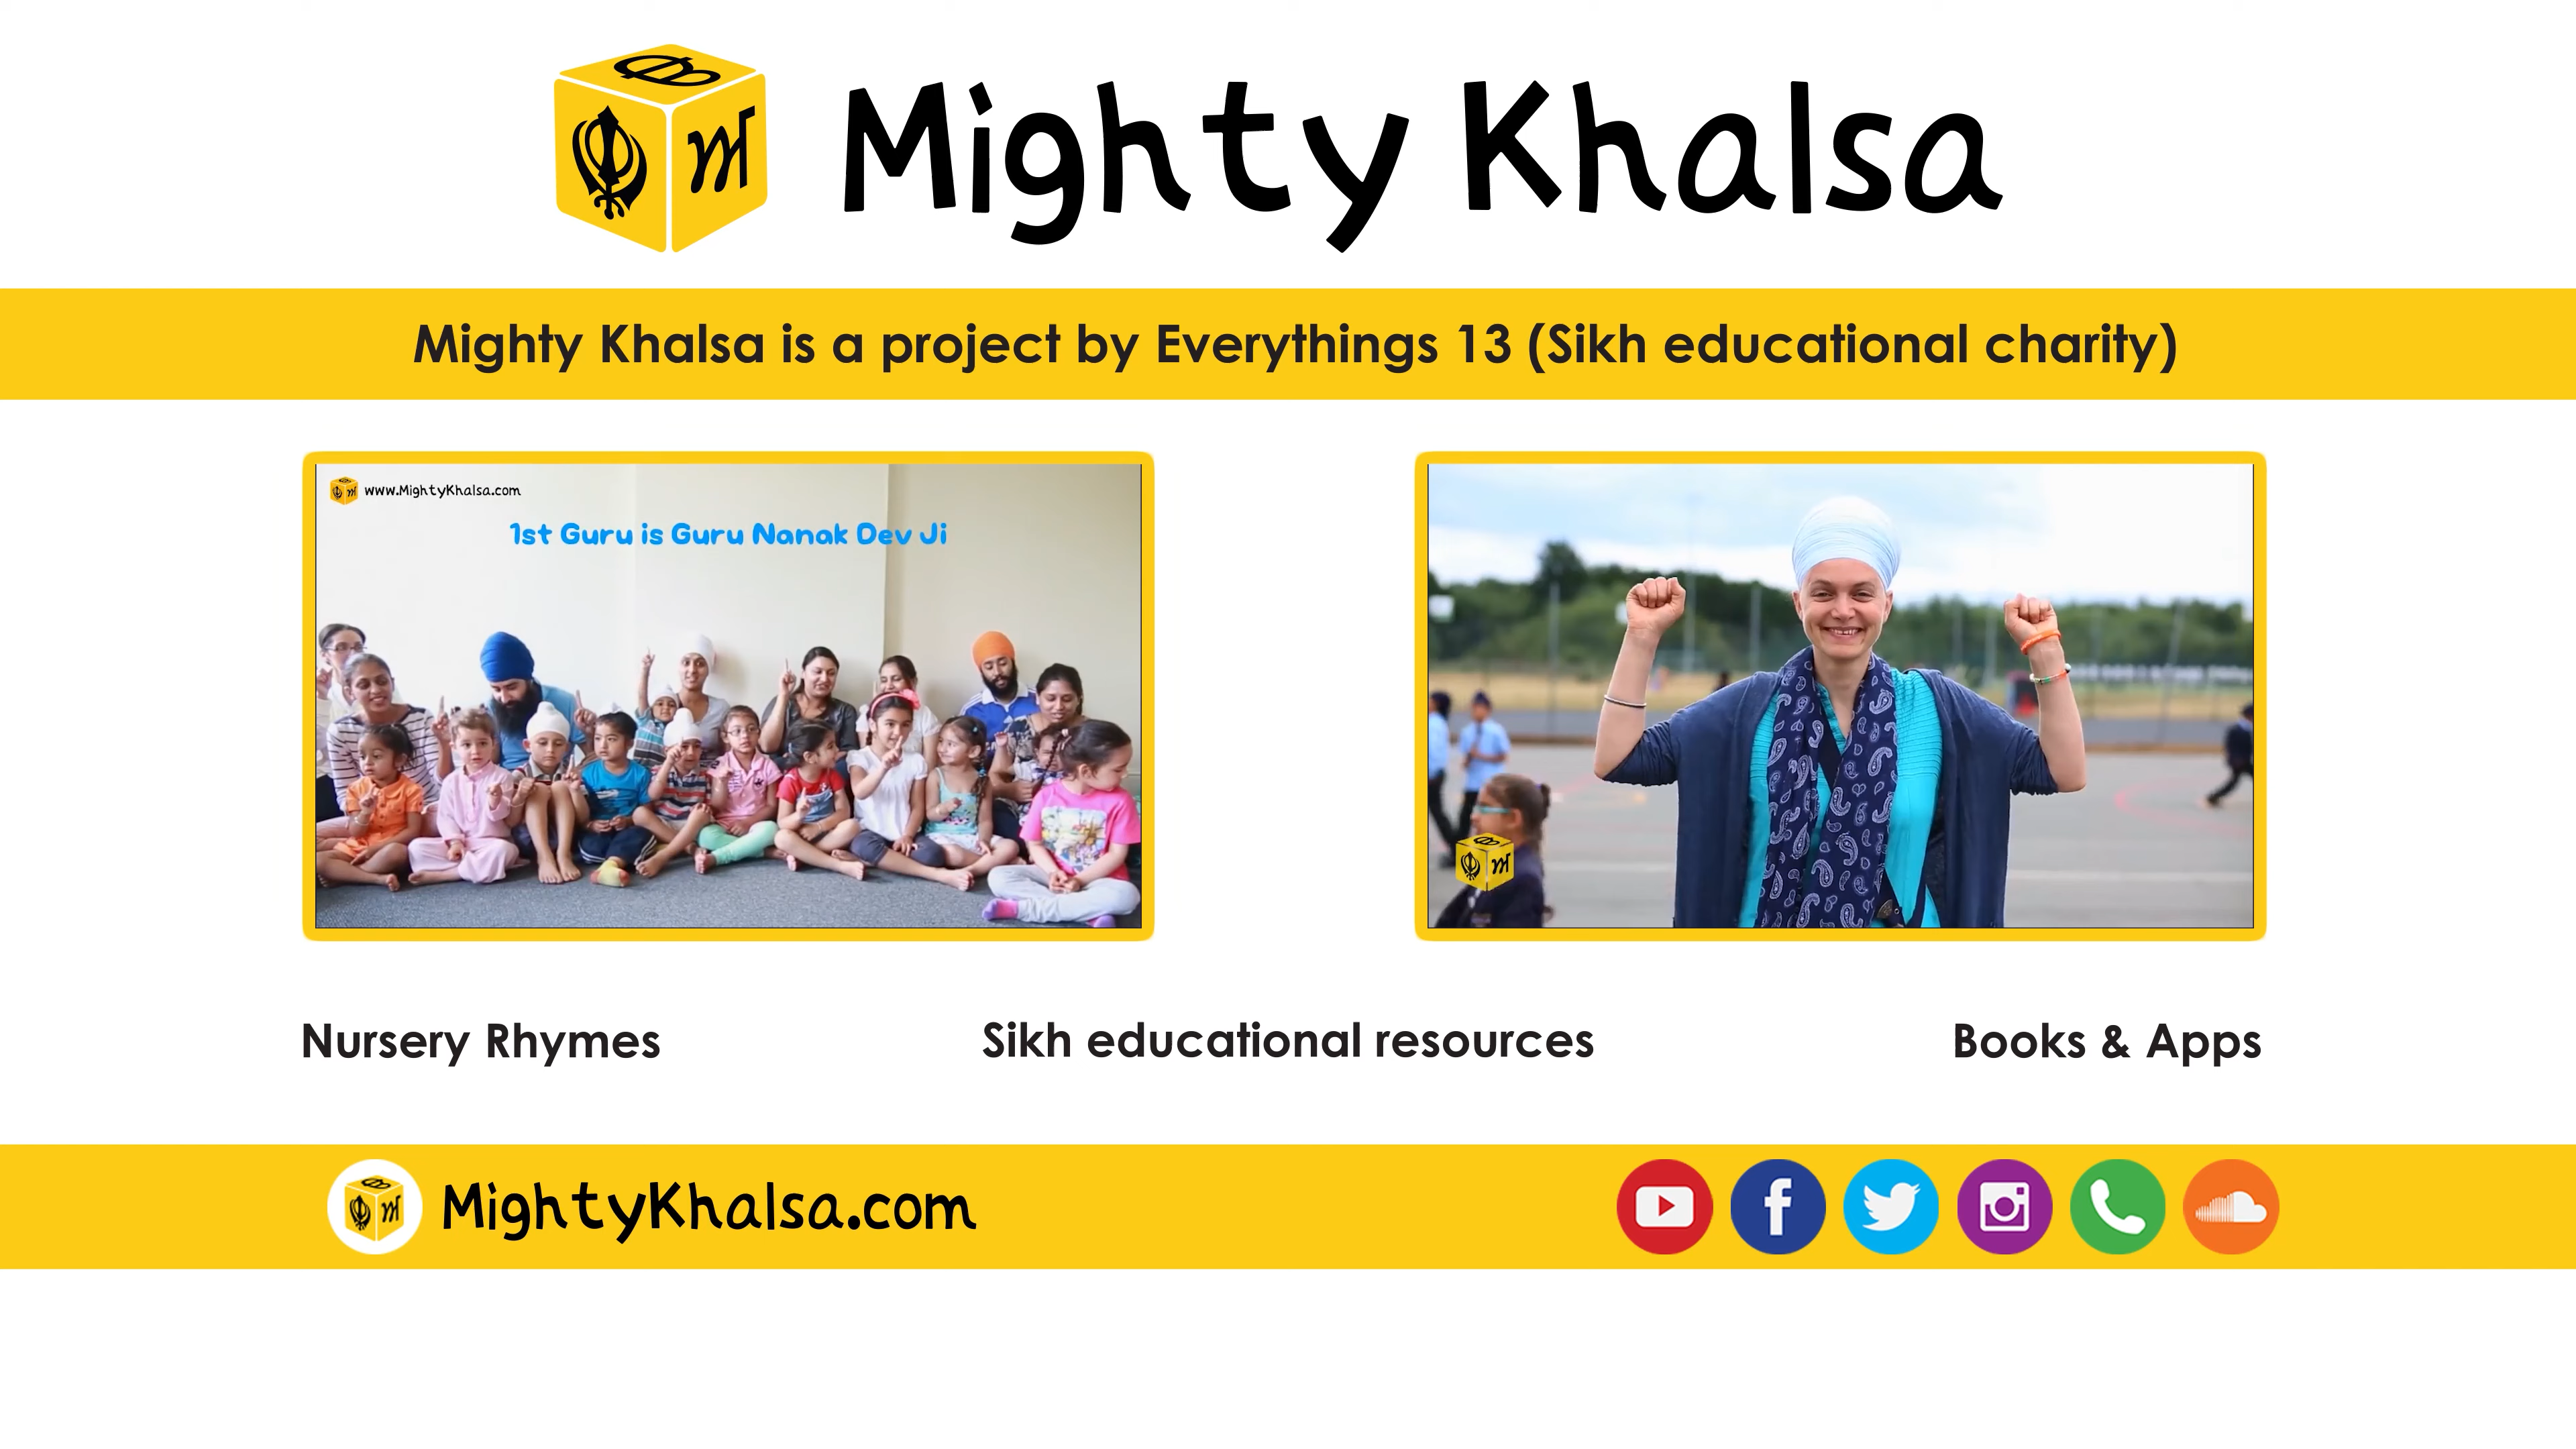 Mighty Khalsa
Mighty Khalsa is a project by Everythings 13 (Sikh educational charity)
www.MightyKhalsa.com
1st Guru is Guru Nanak Dev Ji
Nursery Rhymes
Sikh educational resources
Books & Apps
MightyKhalsa.com